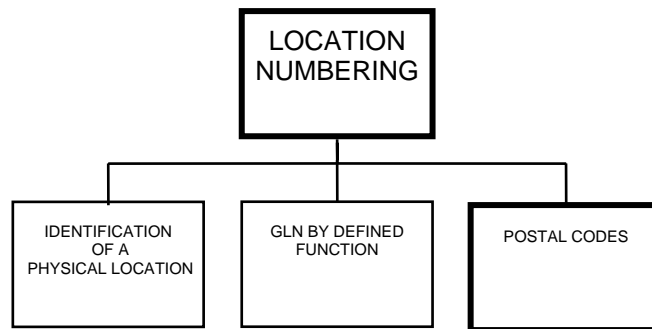 LOCATION
NUMBERING
IDENTIFICATION
OF A
PHYSICAL LOCATION
GLN BY DEFINED
FUNCTION
POSTAL CODES